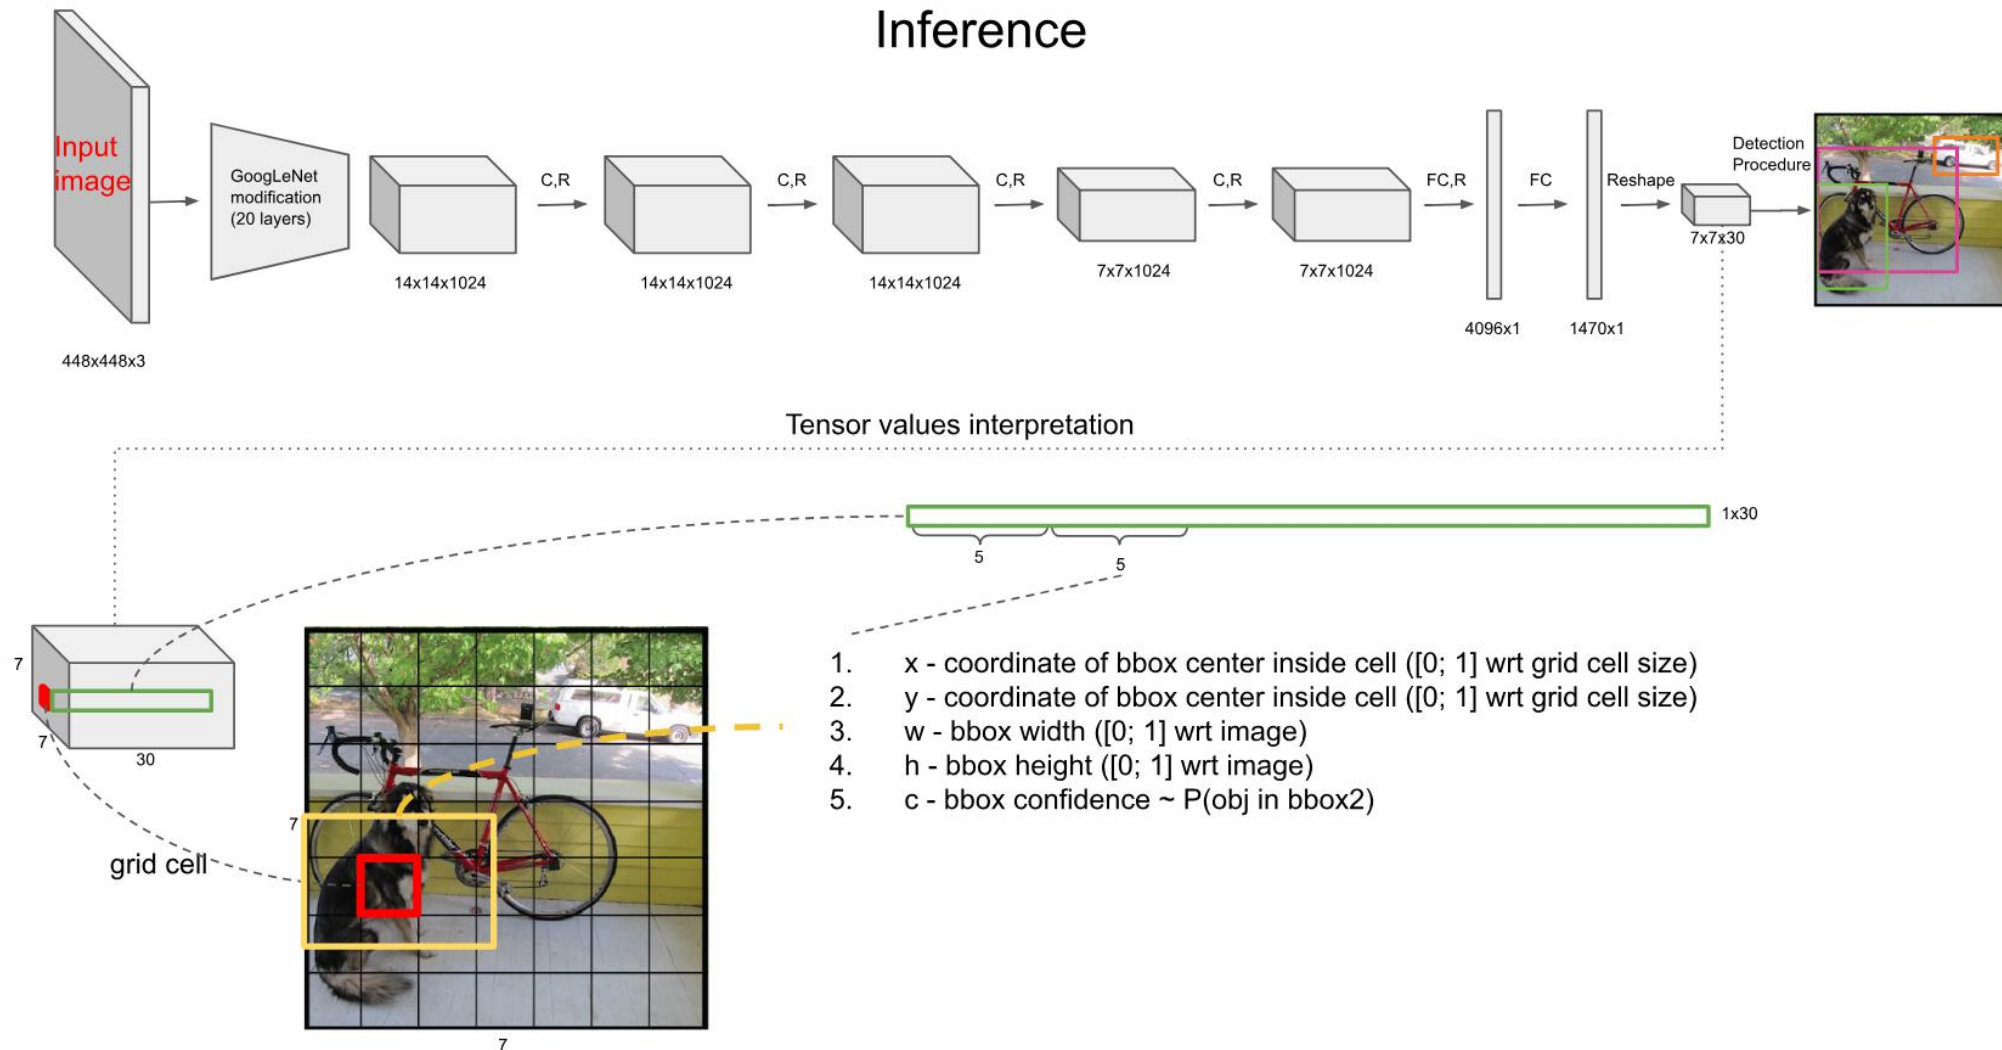 Inference
Input
image
448x448x3
GoogLeNet
modification
(20 layers)
14x14x1024
C,R
14x14x1024
C,R
14x14x1024
C,R
7x7x1024
C,R
7x7x1024
FC,R
4096x1
FC
1470x1
Reshape
7x7x30
Detection
Procedure
Tensor values interpretation
1x30
5
5
7
7
30
grid cell
7
7
1. x - coordinate of bbox center inside cell ([0; 1] wrt grid cell size)
2. y - coordinate of bbox center inside cell ([0; 1] wrt grid cell size)
3. w - bbox width ([0; 1] wrt image)
4. h - bbox height ([0; 1] wrt image)
5. c - bbox confidence ~ P(obj in bbox2)